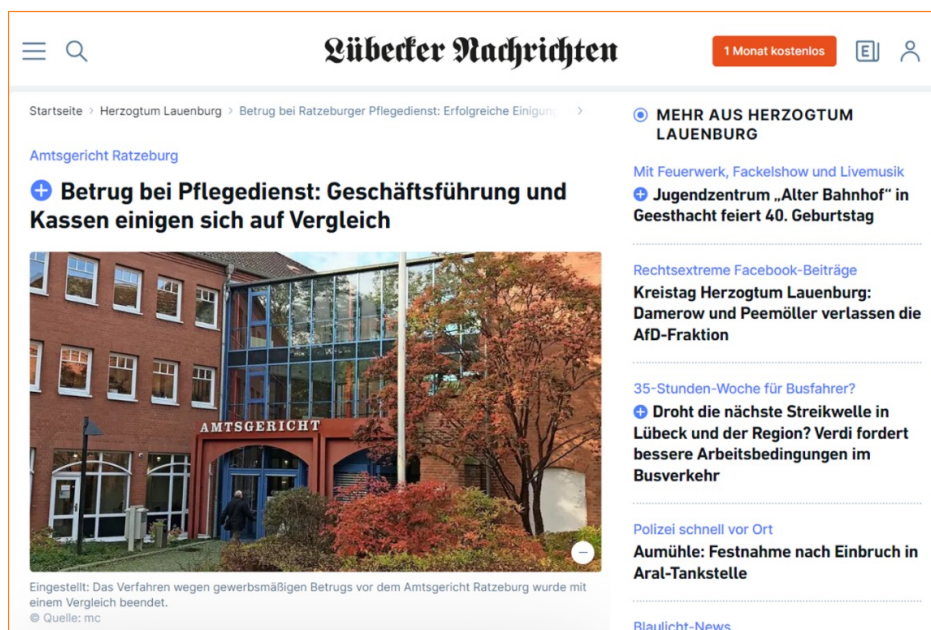 Lübecker Nachrichten
1 Monat kostenlos
E
Startseite > Herzogtum Lauenburg > Betrug bei Ratzeburger Pflegedienst: Erfolgreiche Einigung >
Amtsgericht Ratzeburg
Betrug bei Pflegedienst: Geschäftsführung und
Kassen einigen sich auf Vergleich
AMTSGERICHT
Eingestellt: Das Verfahren wegen gewerbsmäßigen Betrugs vor dem Amtsgericht Ratzeburg wurde mit
einem Vergleich beendet.
© Quelle: mc
MEHR AUS HERZOGTUM
LAUENBURG
Mit Feuerwerk, Fackelshow und Livemusik
Jugendzentrum „Alter Bahnhof“ in
Geesthacht feiert 40. Geburtstag
Rechtsextreme Facebook-Beiträge
Kreistag Herzogtum Lauenburg:
Damerow und Peemöller verlassen die
AfD-Fraktion
35-Stunden-Woche für Busfahrer?
Droht die nächste Streikwelle in
Lübeck und der Region? Verdi fordert
bessere Arbeitsbedingungen im
Busverkehr
Polizei schnell vor Ort
Aumühle: Festnahme nach Einbruch in
Aral-Tankstelle
Blaulicht-News